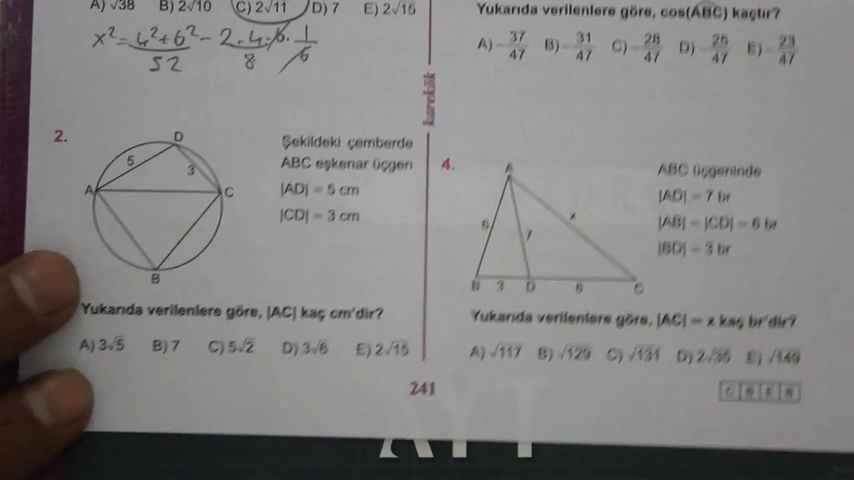 A) √38 B) 2√10 C) 2√11 D) 7 E) 2√15
x² = 4² + 6² - 2.4.6.1/6
52 8
2.
D
5
3
A
C
B
Şekildeki çemberde
ABC eşkenar üçgen
|AD| = 5 cm
|CD| = 3 cm
Yukarıda verilenlere göre, |AC| kaç cm'dir?
A) 3√5 B) 7 C) 5√2 D) 3√6 E) 2√15
karekök
Yukarıda verilenlere göre, cos(ABC) kaçtır?
A) -37/47 B) -31/47 C) -28/47 D) -25/47 E) -23/47
4.
A
6
7
x
B 3 D 6 C
ABC üçgeninde
|AD| = 7 br
|AB| = |CD| = 6 br
|BD| = 3 br
Yukarıda verilenlere göre, |AC| = x kaç br'dir?
A) √117 B) √129 C) √131 D) 2√35 E) √149
241
AYT